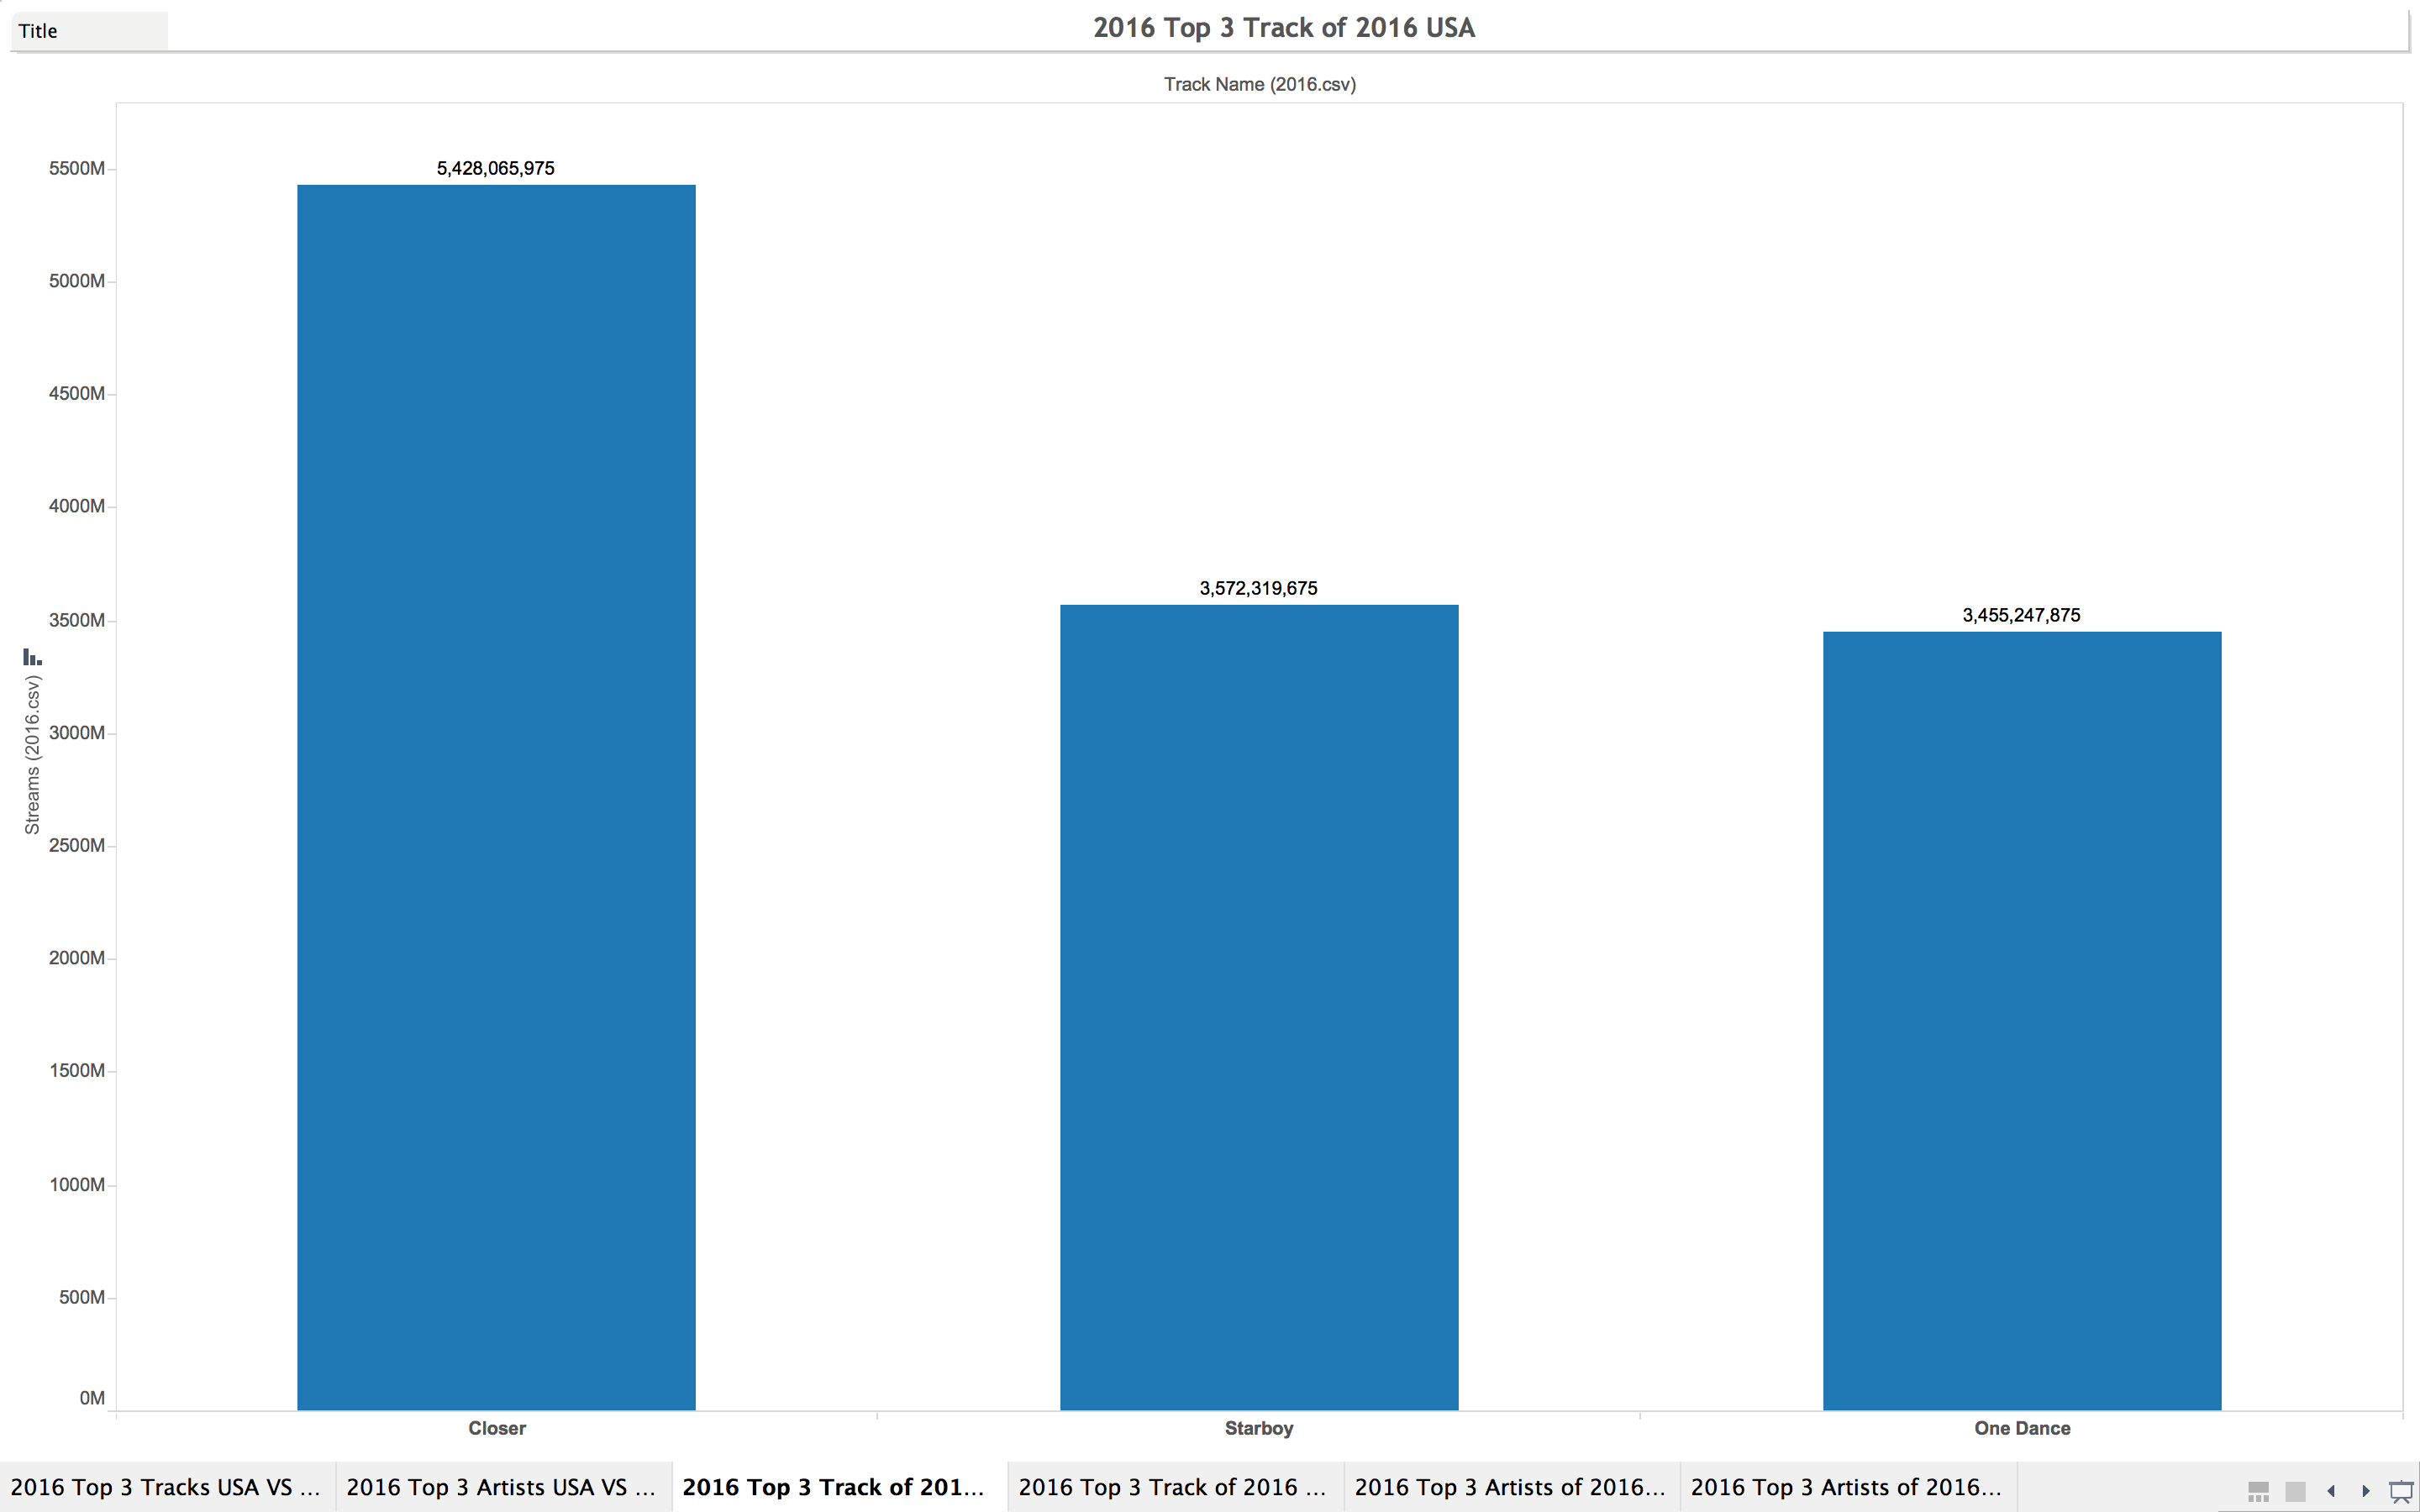 Title
2016 Top 3 Track of 2016 USA
Track Name (2016.csv)
5500M
5000M
4500M
4000M
3500M
3000M
2500M
2000M
1500M
1000M
500M
0M
Streams (2016.csv)
5,428,065,975
3,572,319,675
3,455,247,875
Closer
Starboy
One Dance
2016 Top 3 Tracks USA VS ...
2016 Top 3 Artists USA VS ...
2016 Top 3 Track of 201...
2016 Top 3 Track of 2016 ...
2016 Top 3 Artists of 2016...
2016 Top 3 Artists of 2016...